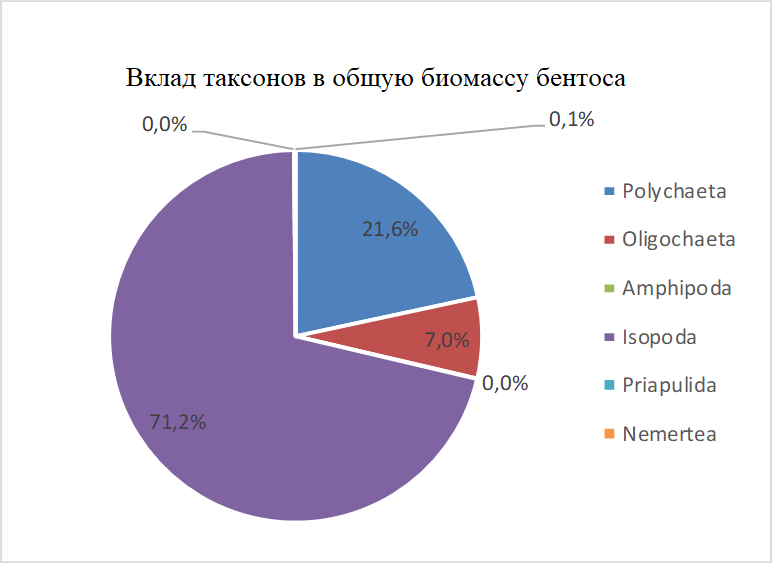 Вклад таксонов в общую биомассу бентоса
0,0%
0,1%
21,6%
7,0%
0,0%
71,2%
Polychaeta
Oligochaeta
Amphipoda
Isopoda
Priapulida
Nemertea